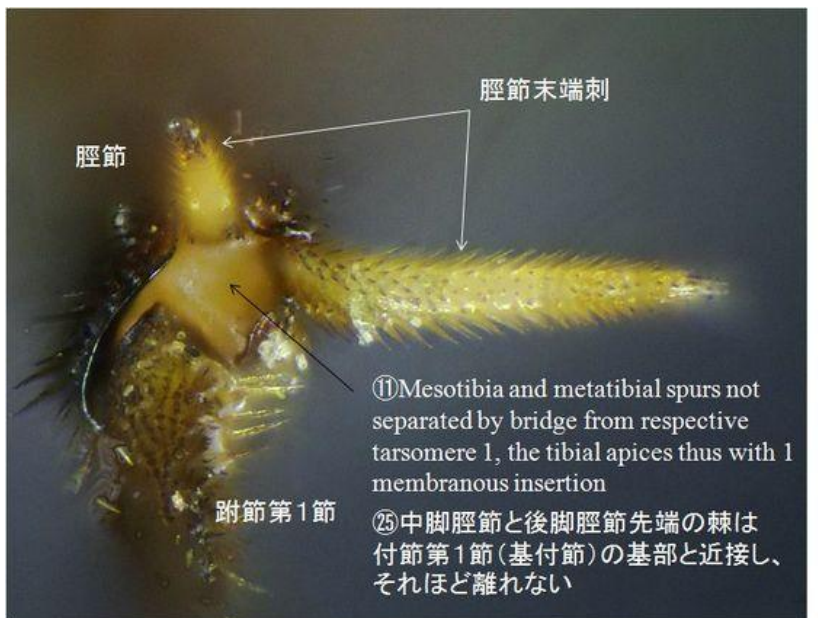 脛節末端刺
脛節
⑪Mesotibia and metatibial spurs not
separated by bridge from respective
tarsomere 1, the tibial apices thus with 1
membranous insertion
跗節第1節
㉕中脚脛節と後脚脛節先端の棘は
付節第1節(基付節)の基部と近接し、
それほど離れない